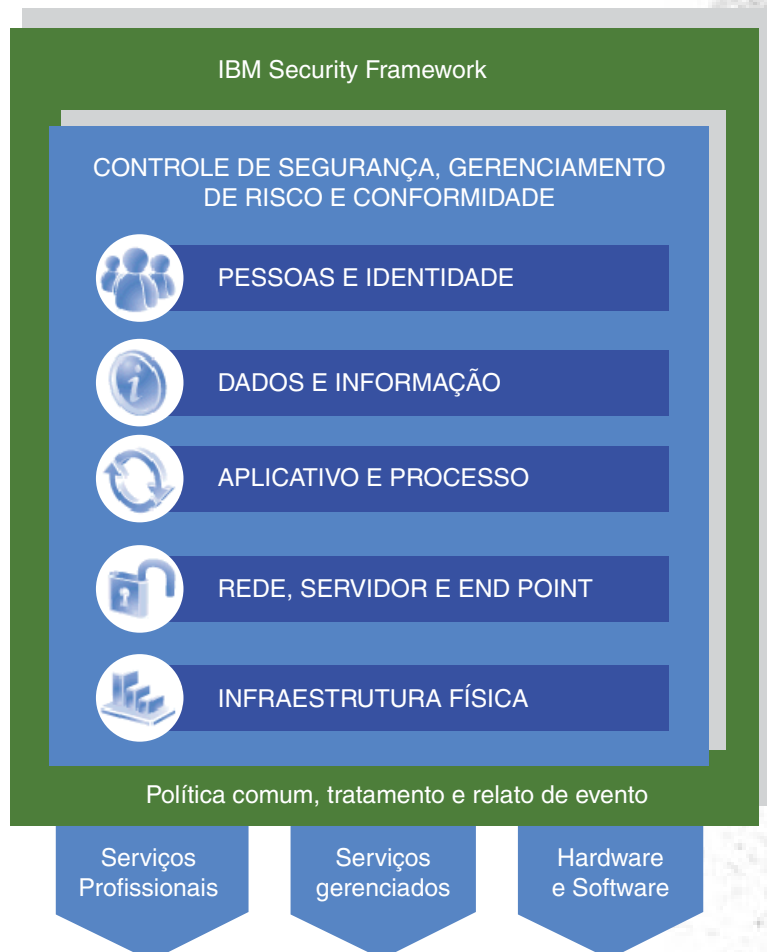 IBM Security Framework
CONTROLE DE SEGURANÇA, GERENCIAMENTO
DE RISCO E CONFORMIDADE
PESSOAS E IDENTIDADE
DADOS E INFORMAÇÃO
APLICATIVO E PROCESSO
REDE, SERVIDOR E END POINT
INFRAESTRUTURA FÍSICA
Política comum, tratamento e relato de evento
Serviços
Profissionais
Serviços
gerenciados
Hardware
e Software